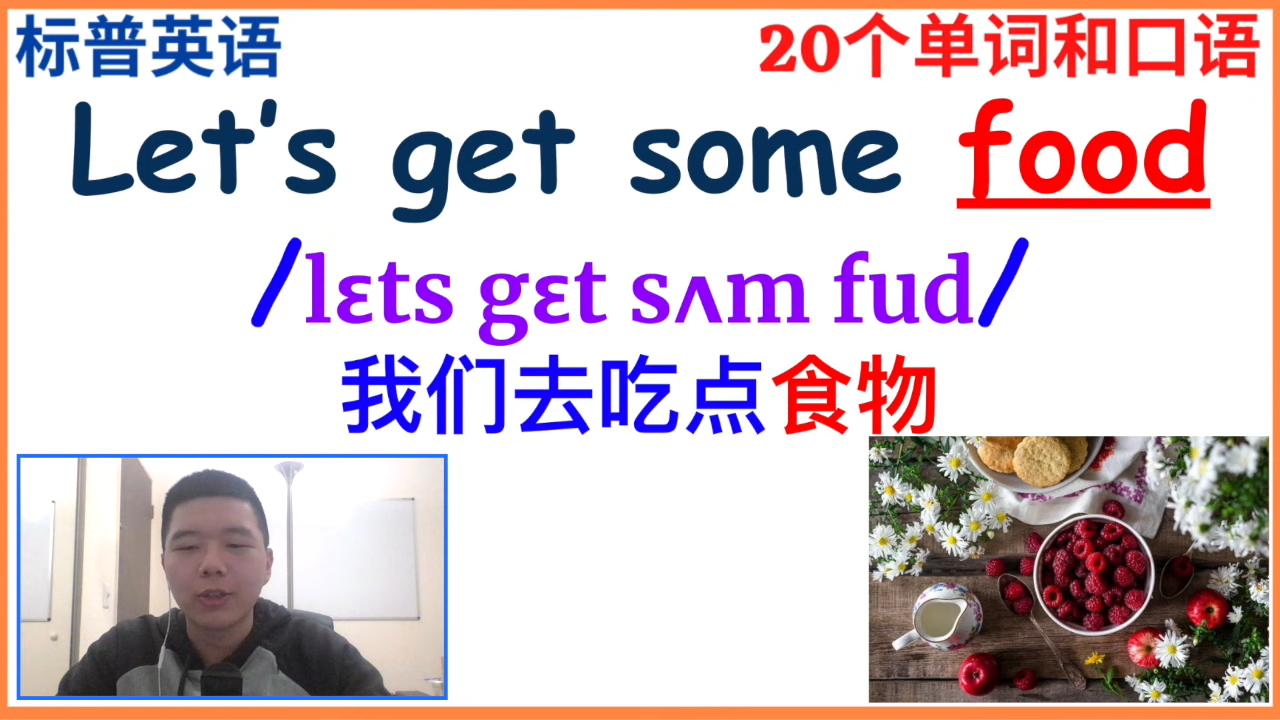 标普英语
20个单词和口语
Let's get some food
/lɛts gɛt sʌm fud/
我们去吃点食物